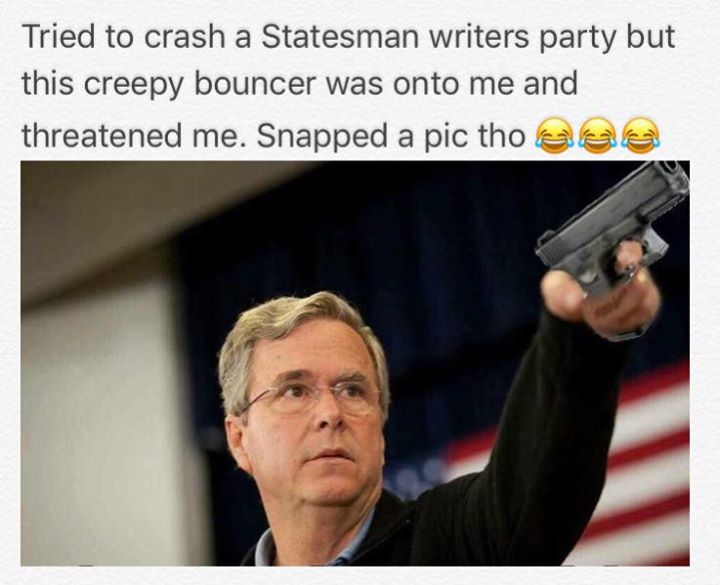 Tried to crash a Statesman writers party but
this creepy bouncer was onto me and
threatened me. Snapped a pic tho 😂😂😂